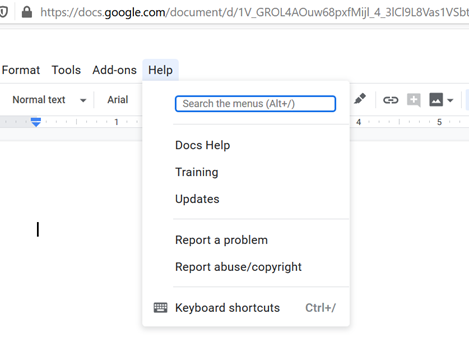 https://docs.google.com/document/d/1V_GROL4AOuw68pxfMijl_4_3lCl9L8Vas1VSbt
Format Tools Add-ons Help
Normal text Arial
Search the menus (Alt+/)
1 4 5
Docs Help
Training
Updates
Report a problem
Report abuse/copyright
Keyboard shortcuts Ctrl+/